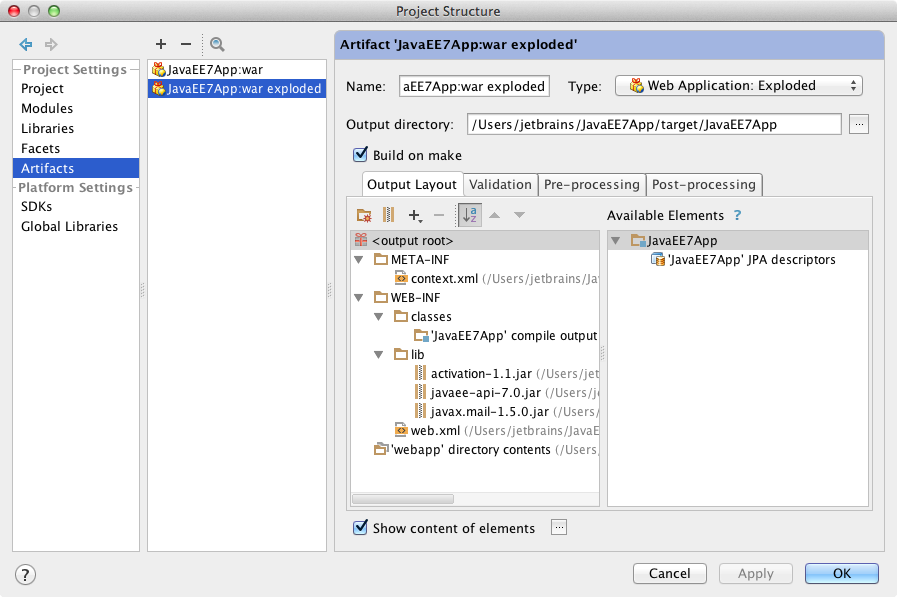 Project Structure
Project Settings
Project
Modules
Libraries
Facets
Artifacts
Platform Settings
SDKs
Global Libraries
JavaEE7App:war
JavaEE7App:war exploded
Artifact 'JavaEE7App:war exploded'
Name: aEE7App:war exploded Type: Web Application: Exploded
Output directory: /Users/jetbrains/JavaEE7App/target/JavaEE7App ...
Build on make
Output Layout Validation Pre-processing Post-processing
Available Elements ?
<output root>
META-INF
context.xml (/Users/jetbrains/Ja
WEB-INF
classes
'JavaEE7App' compile output
lib
activation-1.1.jar (/Users/jet
javaee-api-7.0.jar (/Users/je
javax.mail-1.5.0.jar (/Users/
web.xml (/Users/jetbrains/JavaE
'webapp' directory contents (/Users,
JavaEE7App
'JavaEE7App' JPA descriptors
Show content of elements ...
? Cancel Apply OK